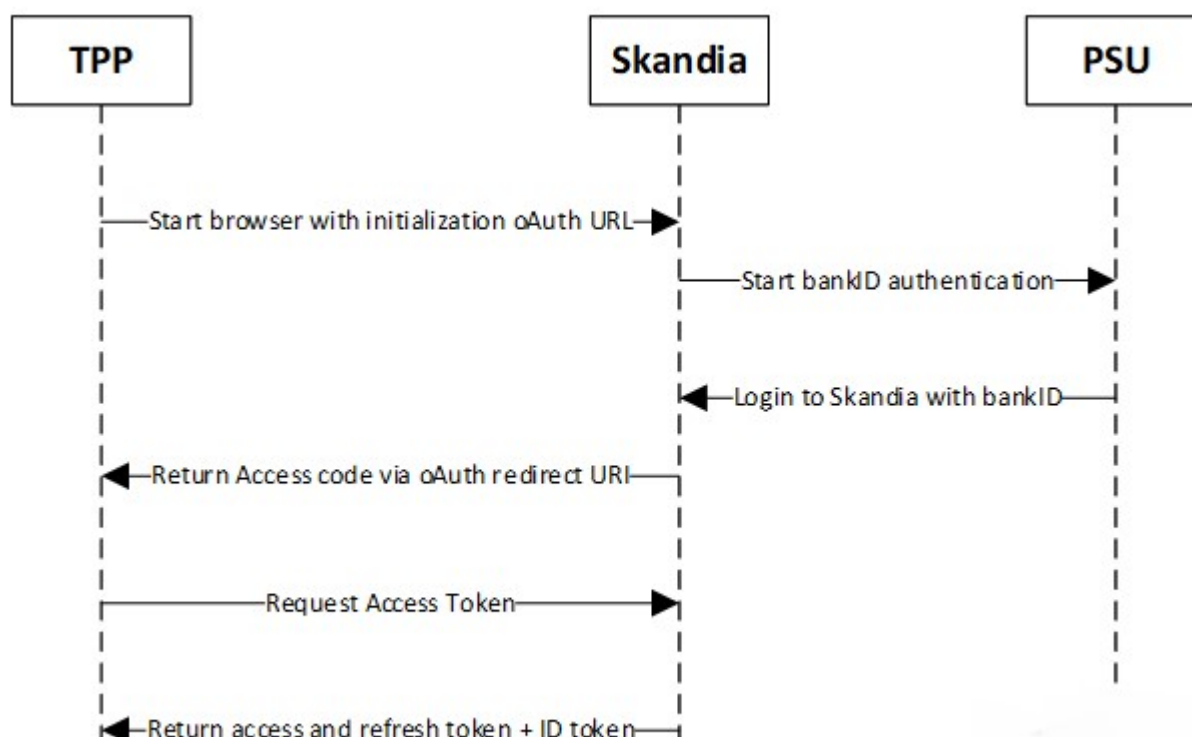 TPP
Skandia
PSU
Start browser with initialization oAuth URL
Start bankID authentication
Login to Skandia with bankID
Return Access code via oAuth redirect URI
Request Access Token
Return access and refresh token + ID token